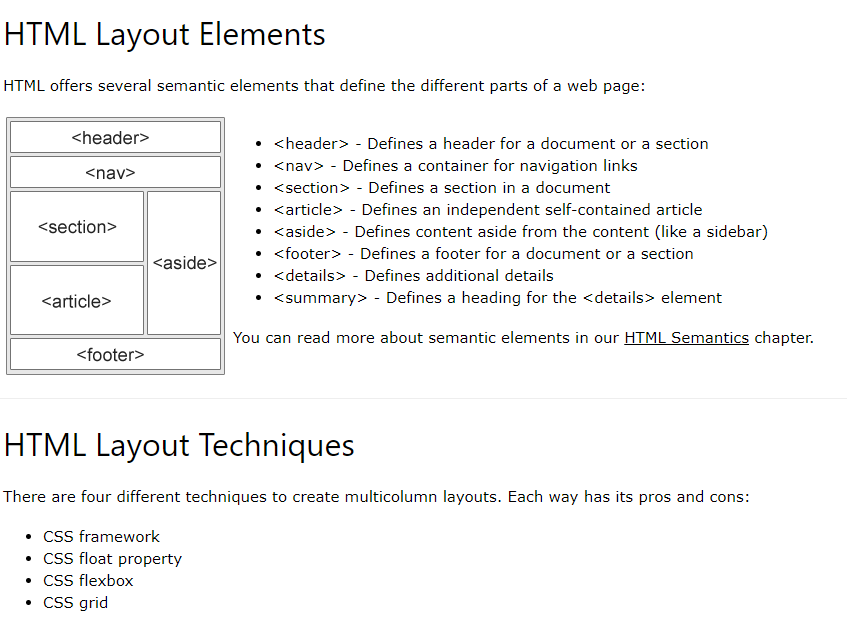 HTML Layout Elements
HTML offers several semantic elements that define the different parts of a web page:
<header>
<nav>
<section>
<aside>
<article>
<footer>
• <header> - Defines a header for a document or a section
• <nav> - Defines a container for navigation links
• <section> - Defines a section in a document
• <article> - Defines an independent self-contained article
• <aside> - Defines content aside from the content (like a sidebar)
• <footer> - Defines a footer for a document or a section
• <details> - Defines additional details
• <summary> - Defines a heading for the <details> element
You can read more about semantic elements in our HTML Semantics chapter.
HTML Layout Techniques
There are four different techniques to create multicolumn layouts. Each way has its pros and cons:
• CSS framework
• CSS float property
• CSS flexbox
• CSS grid